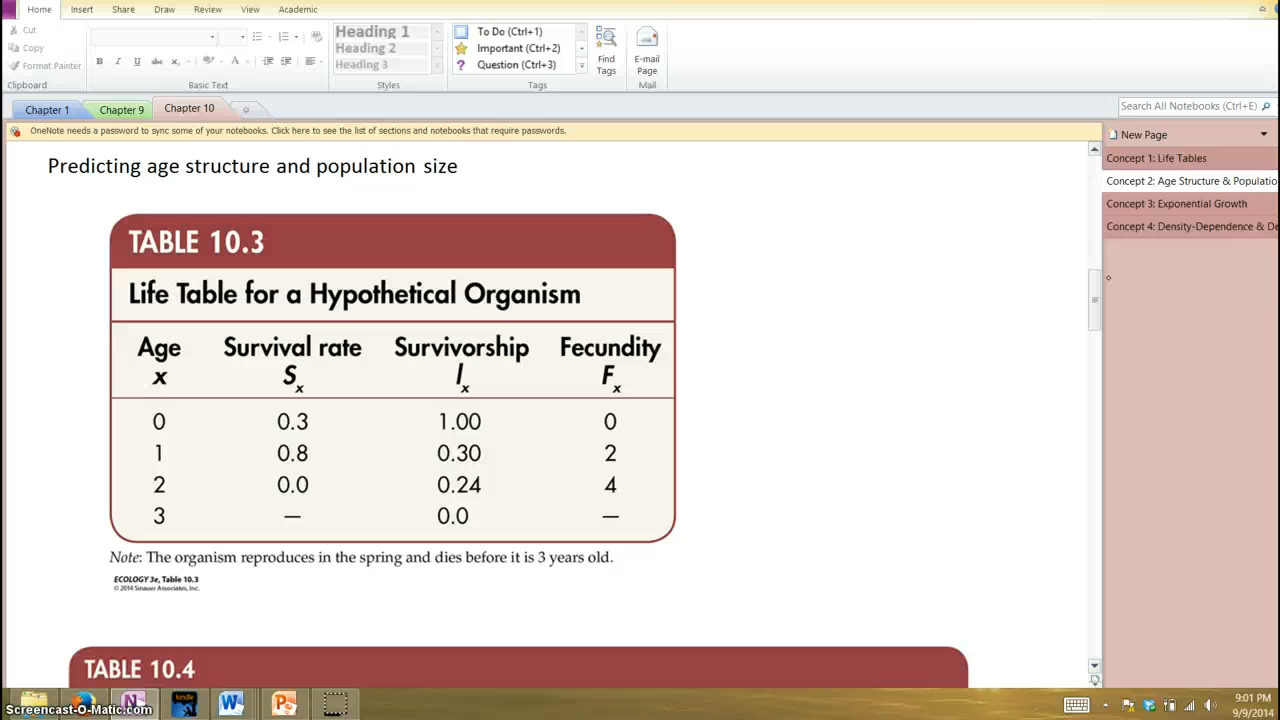 Home Insert Share Draw Review View Academic
Cut
Copy
Format Painter
Clipboard
B I U abc x
A
Basic Text
Heading 1
Heading 2
Heading 3
Styles
To Do (Ctrl+1)
Important (Ctrl+2)
? Question (Ctrl+3)
Tags
Find
Tags
E-mail
Page
Mail
Chapter 1 Chapter 9 Chapter 10
Search All Notebooks (Ctrl+E)
OneNote needs a password to sync some of your notebooks. Click here to see the list of sections and notebooks that require passwords.
New Page
Concept 1: Life Tables
Concept 2: Age Structure & Populatio
Concept 3: Exponential Growth
Concept 4: Density-Dependence & De
Predicting age structure and population size
TABLE 10.3
Life Table for a Hypothetical Organism
Age Survival rate Survivorship Fecundity
x Sx lx Fx
0 0.3 1.00 0
1 0.8 0.30 2
2 0.0 0.24 4
3 — 0.0 —
Note: The organism reproduces in the spring and dies before it is 3 years old.
ECOLOGY 3e, Table 10.3
© 2014 Sinauer Associates, Inc.
TABLE 10.4
Screencast-O-Matic.com
kindle
9:01 PM
9/9/2014